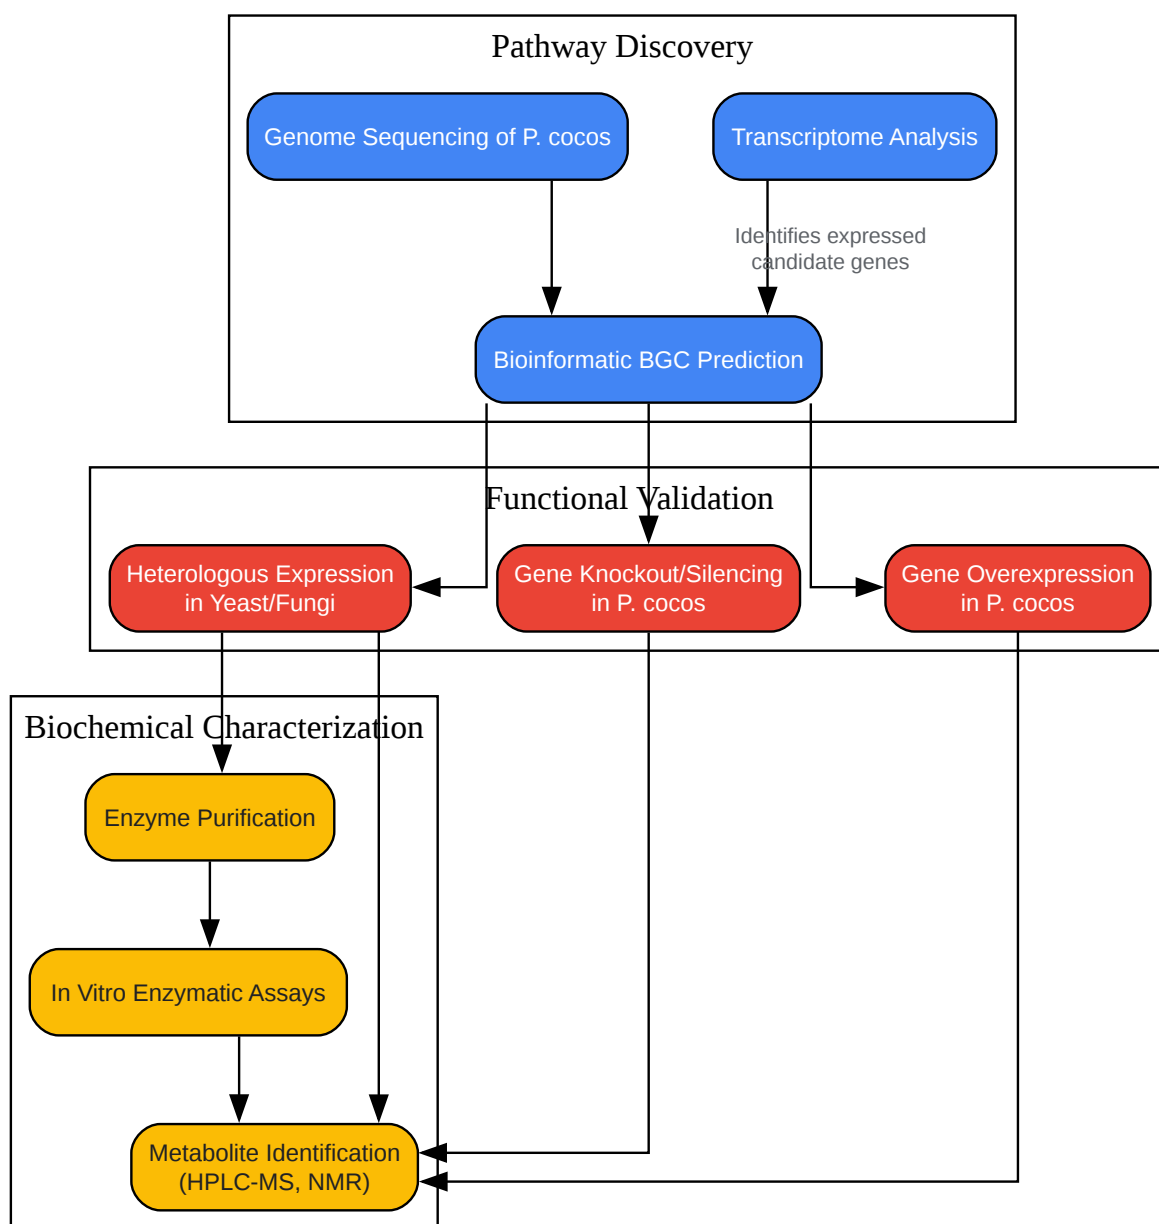 Pathway Discovery
Genome Sequencing of P. cocos
Transcriptome Analysis
Identifies expressed
candidate genes
Bioinformatic BGC Prediction
Functional Validation
Heterologous Expression
in Yeast/Fungi
Gene Knockout/Silencing
in P. cocos
Gene Overexpression
in P. cocos
Biochemical Characterization
Enzyme Purification
In Vitro Enzymatic Assays
Metabolite Identification
(HPLC-MS, NMR)